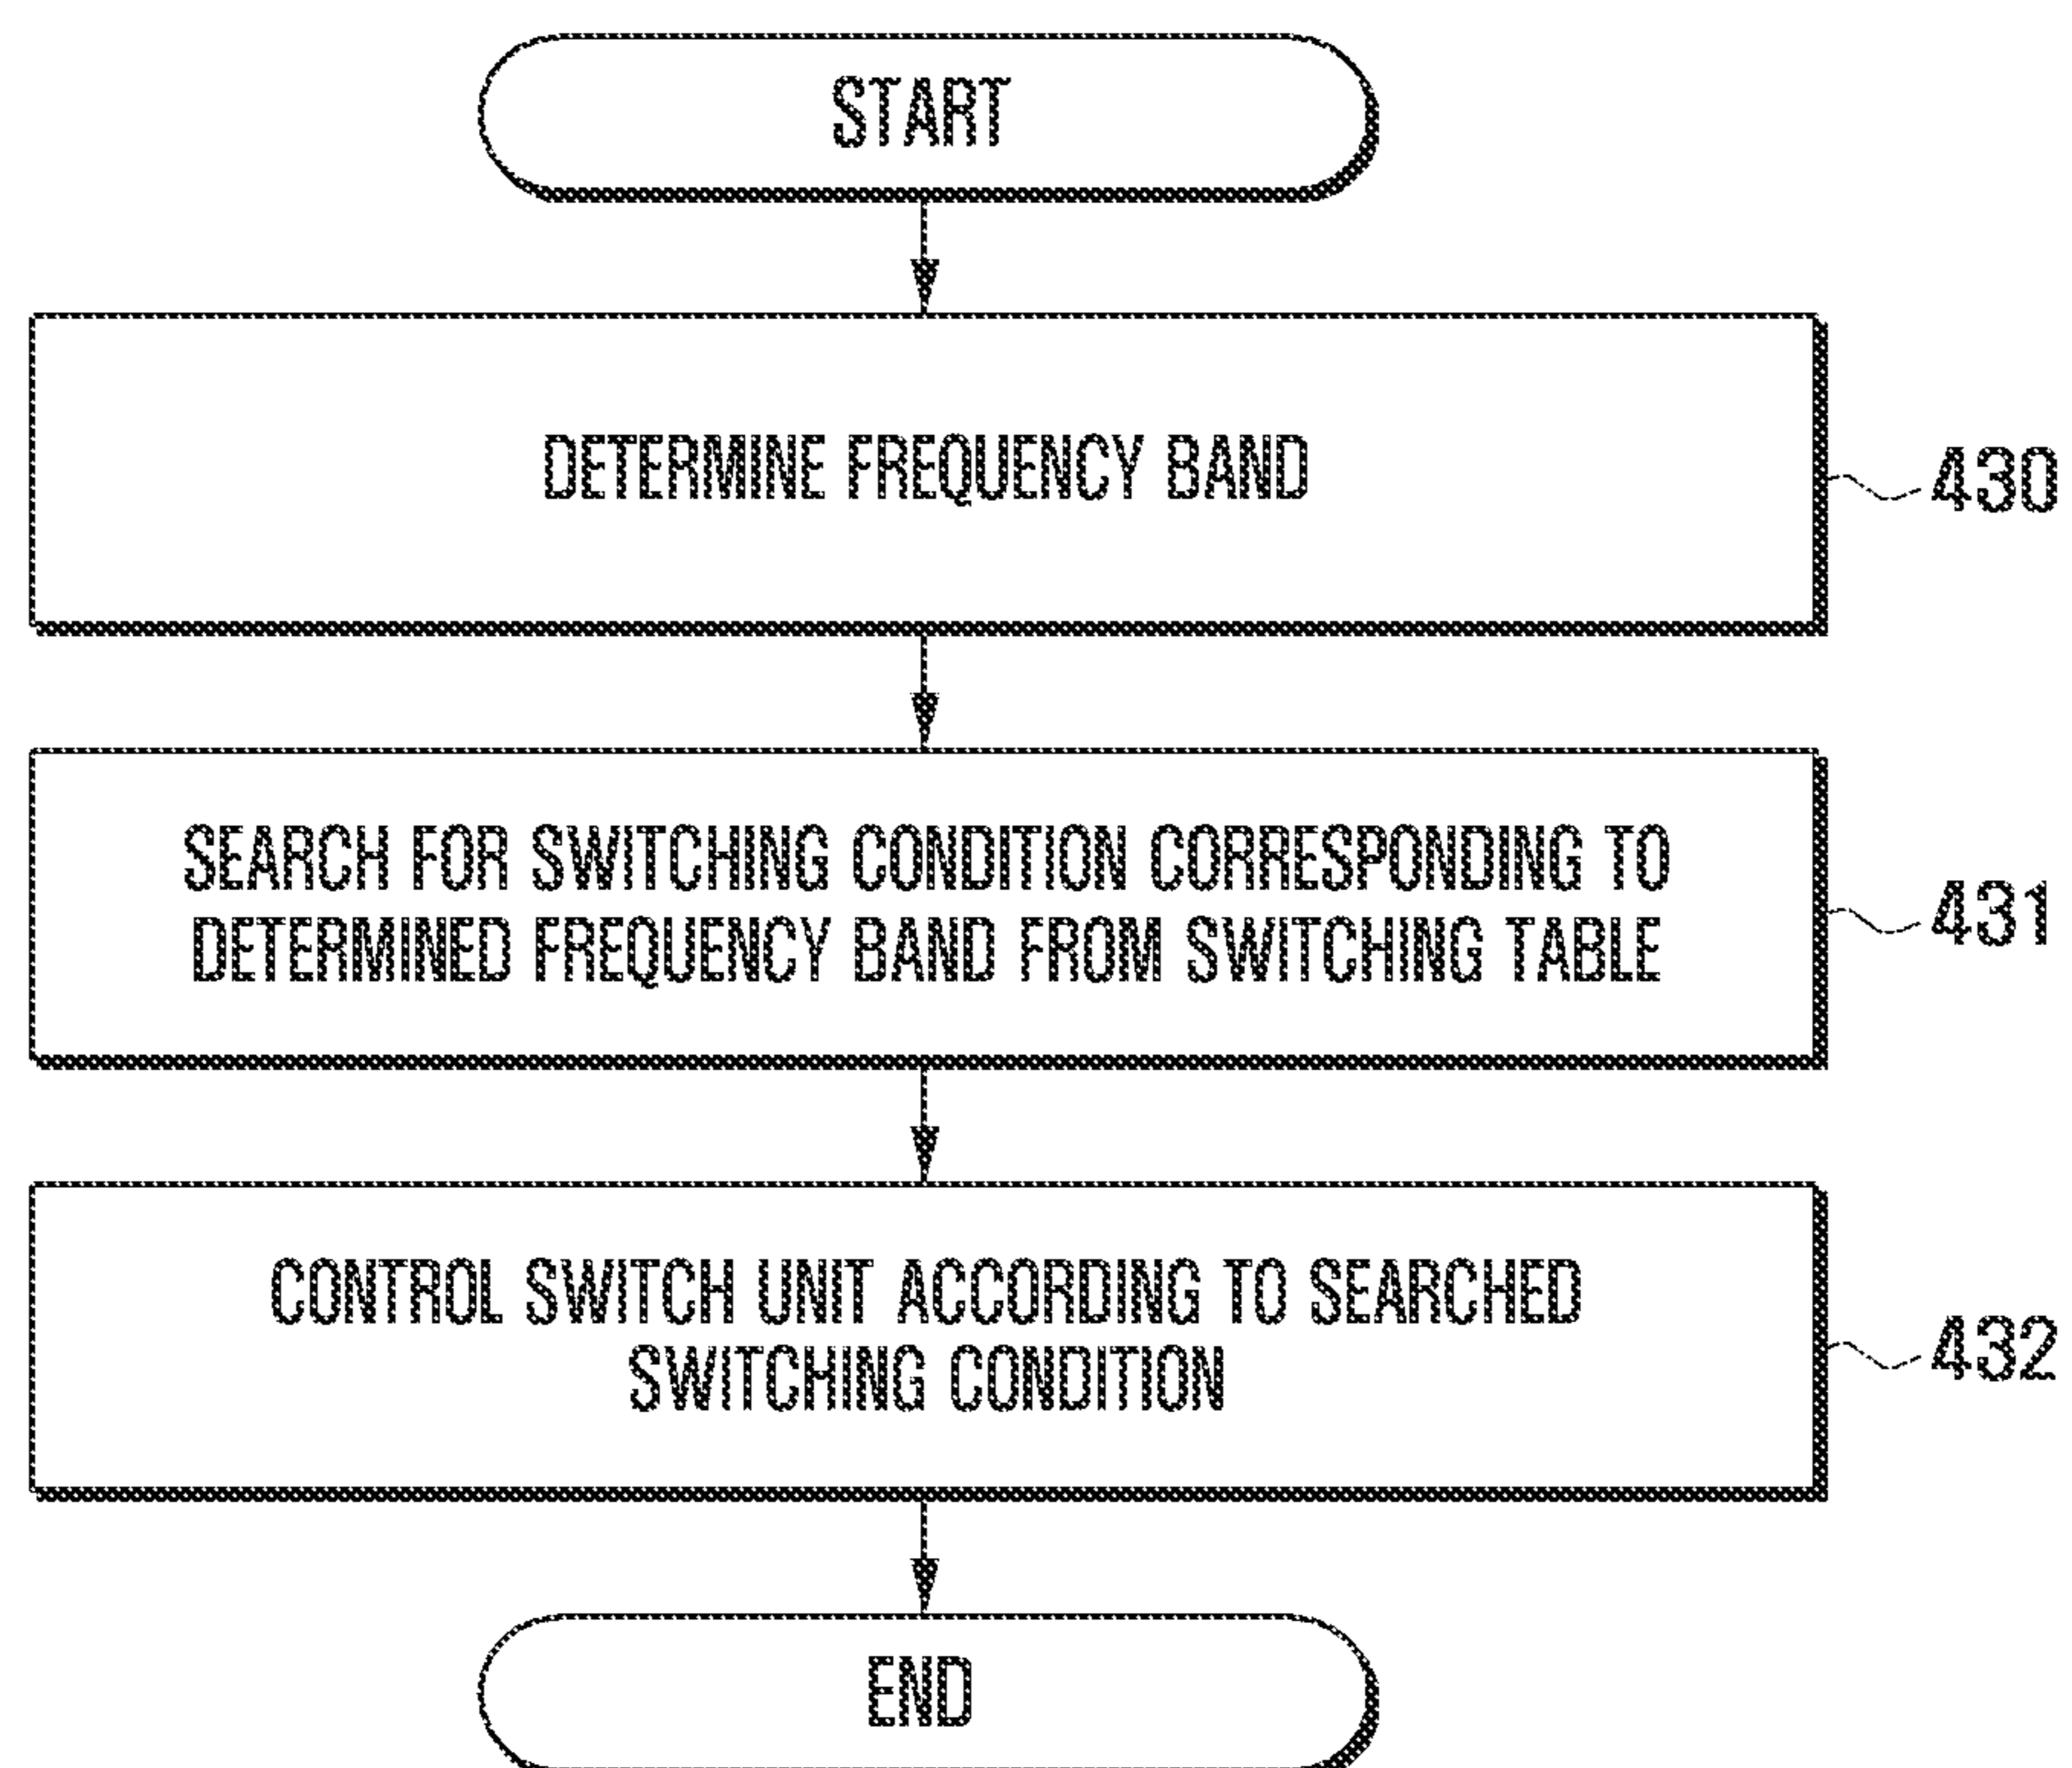 START
DETERMINE FREQUENCY BAND
430
SEARCH FOR SWITCHING CONDITION CORRESPONDING TO
DETERMINED FREQUENCY BAND FROM SWITCHING TABLE
431
CONTROL SWITCH UNIT ACCORDING TO SEARCHED
SWITCHING CONDITION
432
END